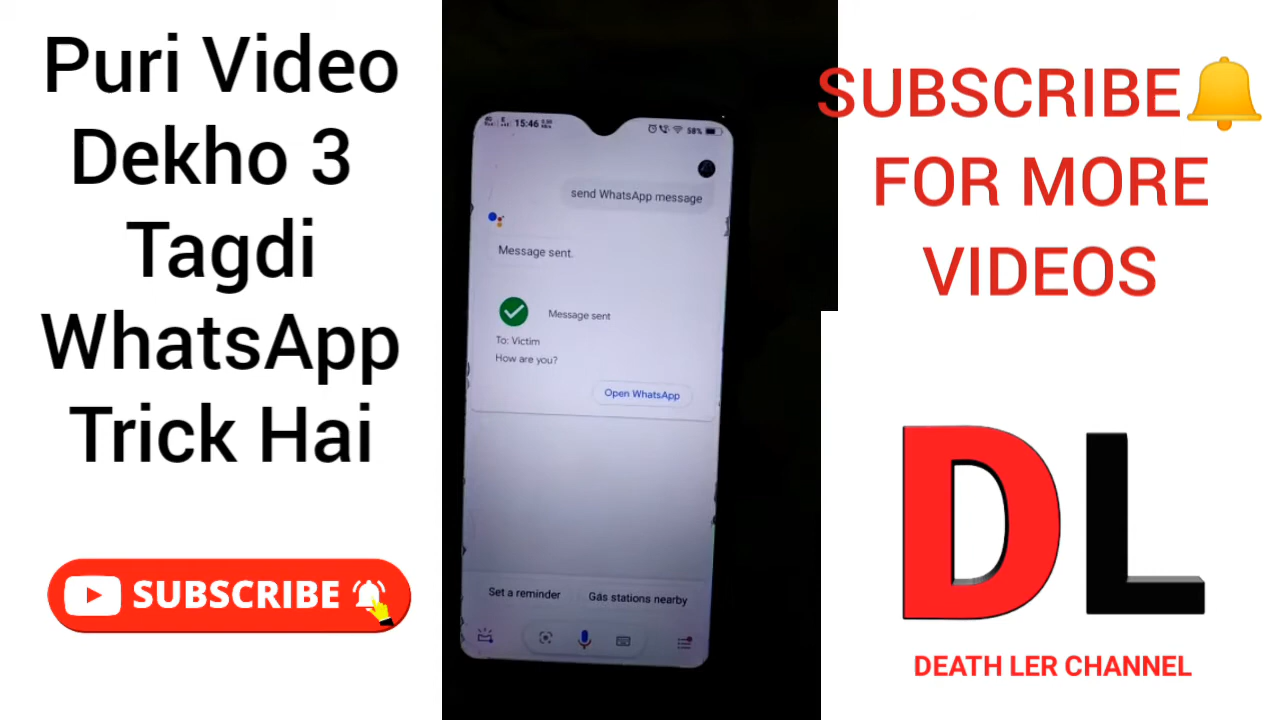 Puri Video
Dekho 3
Tagdi
WhatsApp
Trick Hai
SUBSCRIBE
15:46
58%
send WhatsApp message
Message sent.
Message sent
To: Victim
How are you?
Open WhatsApp
Set a reminder
Gas stations nearby
SUBSCRIBE
FOR MORE
VIDEOS
DL
DEATH LER CHANNEL